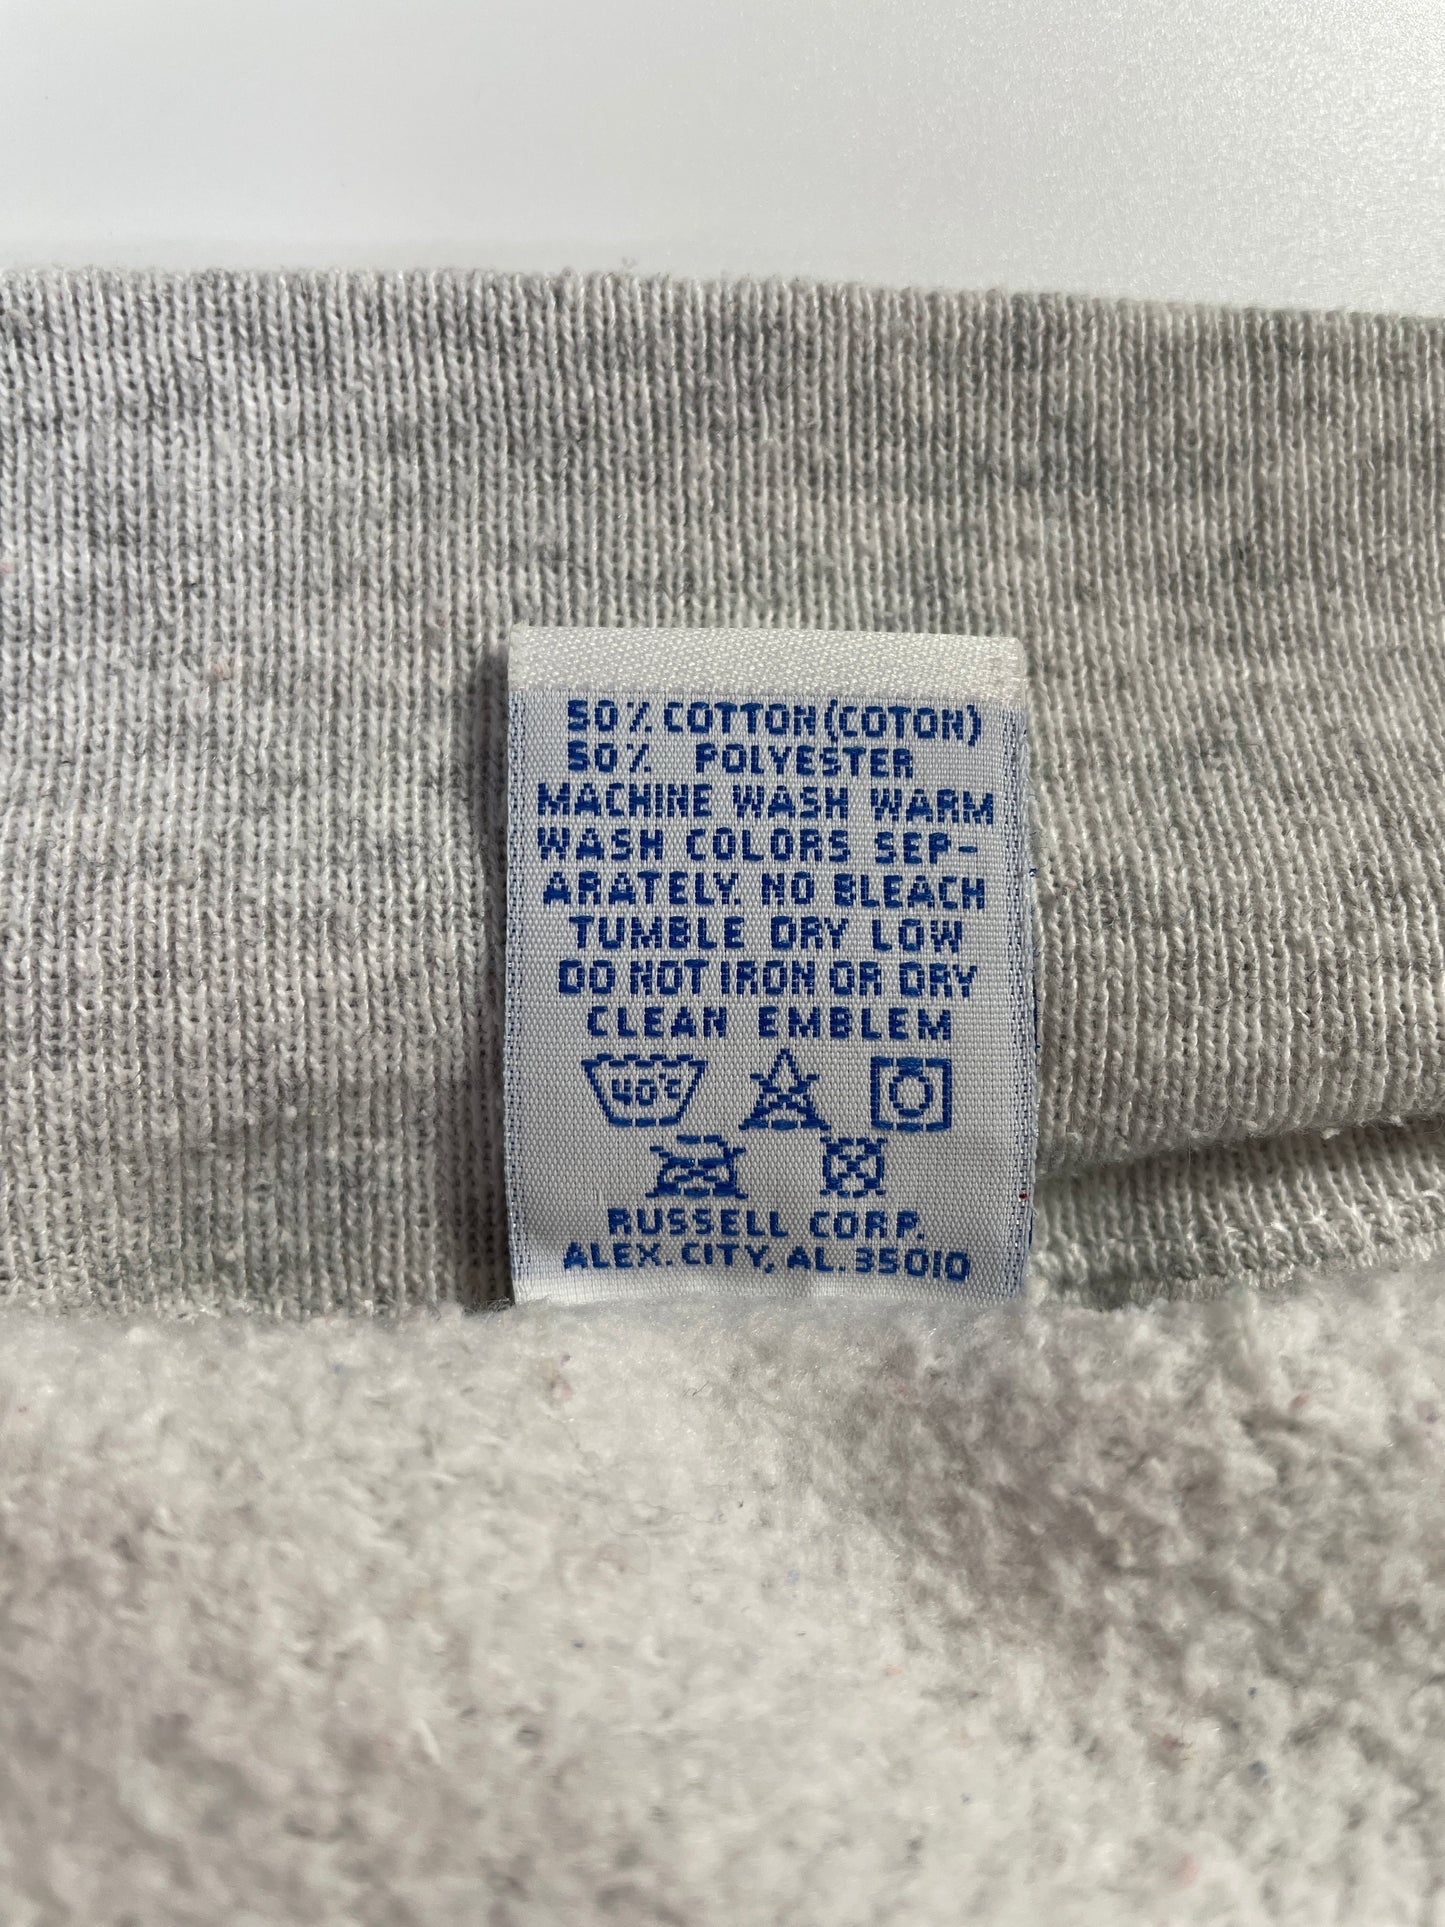 50% COTTON (COTON)
50% POLYESTER
MACHINE WASH WARM
WASH COLORS SEP-
ARATELY. NO BLEACH
TUMBLE DRY LOW
DO NOT IRON OR DRY
CLEAN EMBLEM
40°C
RUSSELL CORP.
ALEX. CITY, AL. 35010